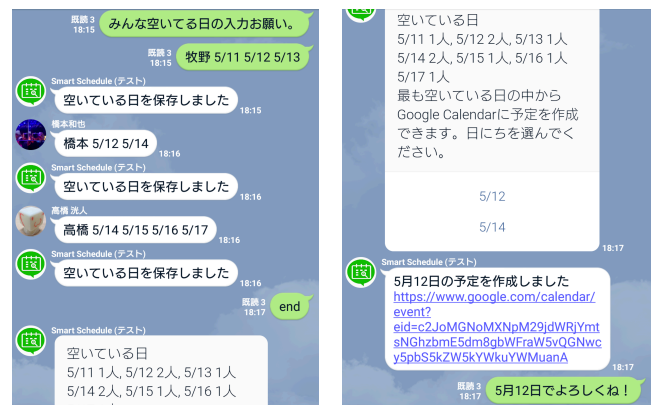 既読 3
18:15
みんな空いてる日の入力お願い。
既読 3
18:15
牧野 5/11 5/12 5/13
Smart Schedule (テスト)
空いている日を保存しました
18:15
橋本和也
橋本 5/12 5/14
18:16
Smart Schedule (テスト)
空いている日を保存しました
18:16
高橋 洸人
高橋 5/14 5/15 5/16 5/17
18:16
Smart Schedule (テスト)
空いている日を保存しました
18:16
既読 3
18:17
end
Smart Schedule (テスト)
空いている日
5/11 1人, 5/12 2人, 5/13 1人
5/14 2人, 5/15 1人, 5/16 1人
空いている日
5/11 1人, 5/12 2人, 5/13 1人
5/14 2人, 5/15 1人, 5/16 1人
5/17 1人
最も空いている日の中から
Google Calendarに予定を作成
できます。日にちを選んでく
ださい。
5/12
5/14
18:17
Smart Schedule (テスト)
5月12日の予定を作成しました
https://www.google.com/calendar/
event?
eid=c2JoMGNoMXNpM29jdWRjYmt
sNGhzbmE5dm8gbWFraW5vQGNwc
y5pbS5kZW5kYWkuYWMuanA
18:17
既読 3
18:17
5月12日でよろしくね！